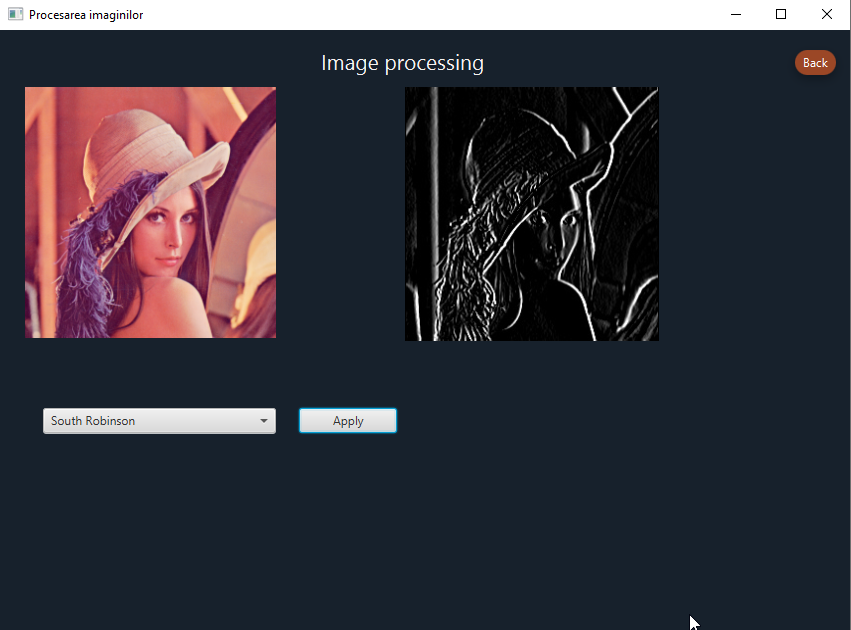 Procesarea imaginilor
Image processing
Back
South Robinson
Apply